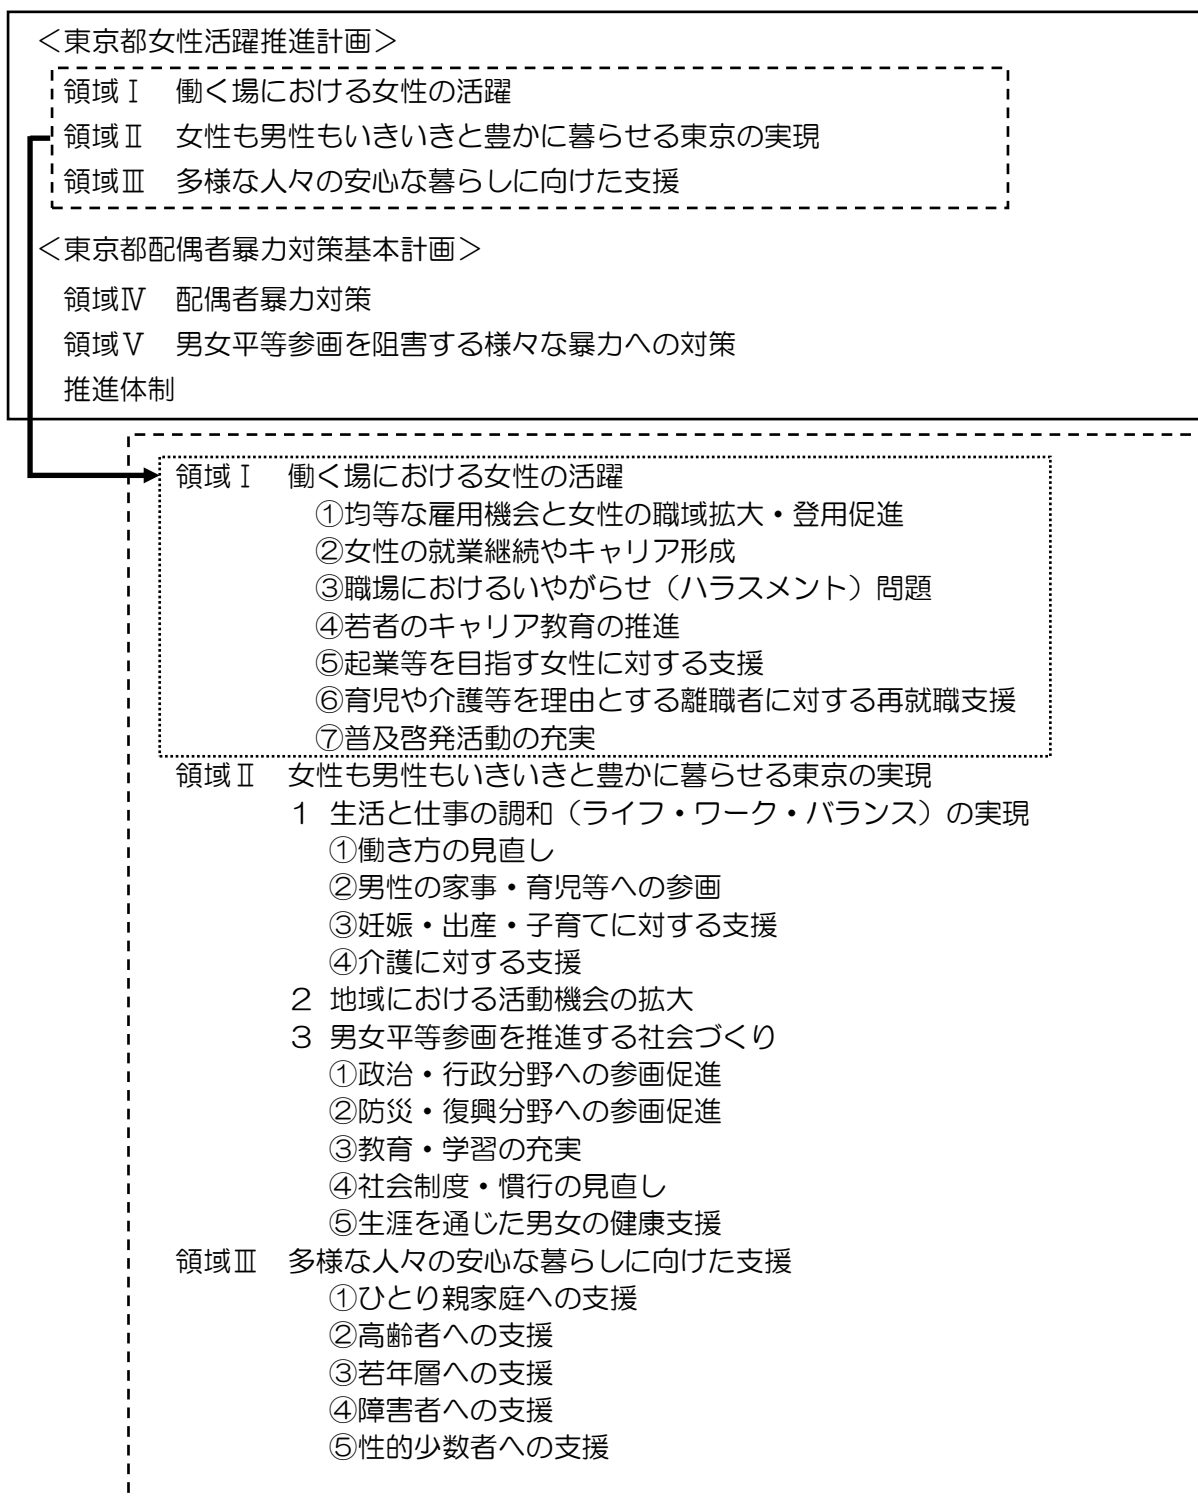 ＜東京都女性活躍推進計画＞
領域Ⅰ　働く場における女性の活躍
領域Ⅱ　女性も男性もいきいきと豊かに暮らせる東京の実現
領域Ⅲ　多様な人々の安心な暮らしに向けた支援
＜東京都配偶者暴力対策基本計画＞
領域Ⅳ　配偶者暴力対策
領域Ⅴ　男女平等参画を阻害する様々な暴力への対策
推進体制
領域Ⅰ　働く場における女性の活躍
①均等な雇用機会と女性の職域拡大・登用促進
②女性の就業継続やキャリア形成
③職場におけるいやがらせ（ハラスメント）問題
④若者のキャリア教育の推進
⑤起業等を目指す女性に対する支援
⑥育児や介護等を理由とする離職者に対する再就職支援
⑦普及啓発活動の充実
領域Ⅱ　女性も男性もいきいきと豊かに暮らせる東京の実現
１ 生活と仕事の調和（ライフ・ワーク・バランス）の実現
①働き方の見直し
②男性の家事・育児等への参画
③妊娠・出産・子育てに対する支援
④介護に対する支援
２ 地域における活動機会の拡大
３ 男女平等参画を推進する社会づくり
①政治・行政分野への参画促進
②防災・復興分野への参画促進
③教育・学習の充実
④社会制度・慣行の見直し
⑤生涯を通じた男女の健康支援
領域Ⅲ　多様な人々の安心な暮らしに向けた支援
①ひとり親家庭への支援
②高齢者への支援
③若年層への支援
④障害者への支援
⑤性的少数者への支援